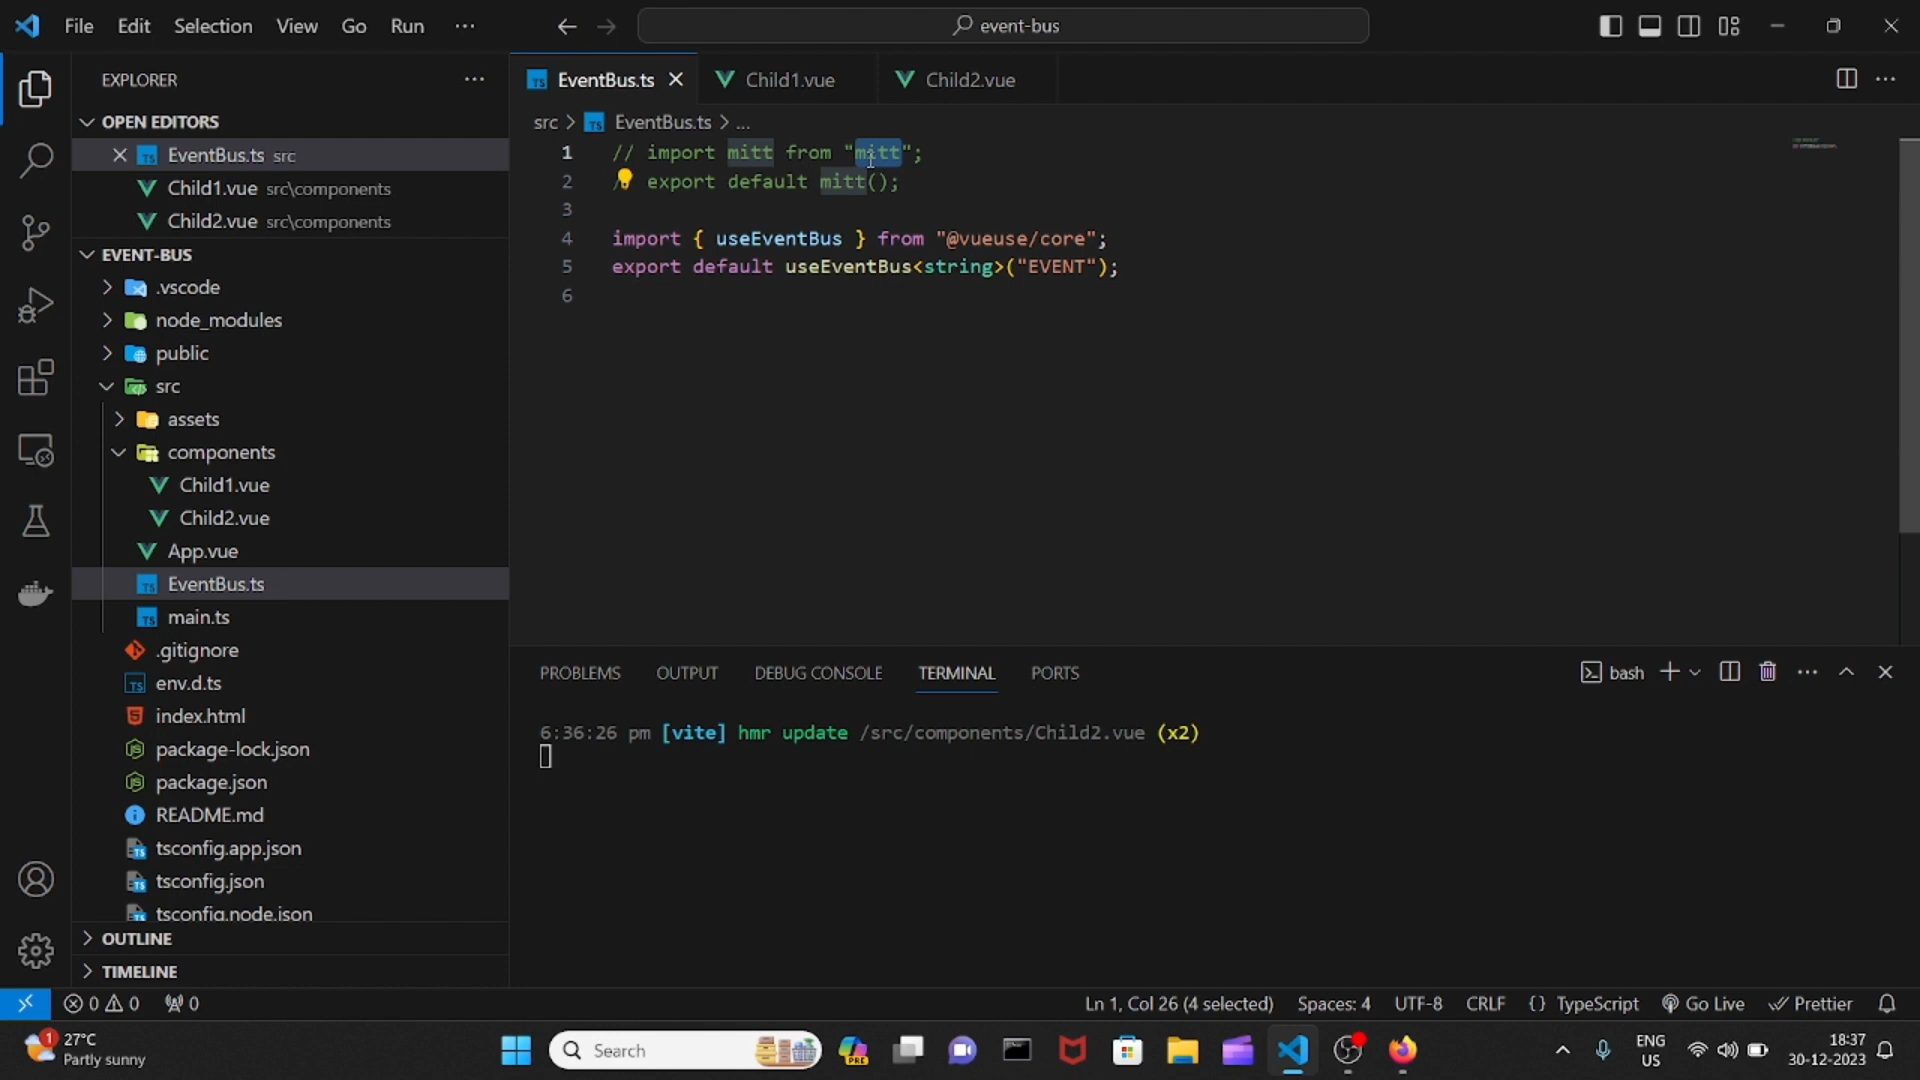 File Edit Selection View Go Run ···
event-bus
EXPLORER
OPEN EDITORS
EventBus.ts src
Child1.vue src\components
Child2.vue src\components
EVENT-BUS
.vscode
node_modules
public
src
assets
components
Child1.vue
Child2.vue
App.vue
EventBus.ts
main.ts
.gitignore
env.d.ts
index.html
package-lock.json
package.json
README.md
tsconfig.app.json
tsconfig.json
tsconfig.node.json
OUTLINE
TIMELINE
EventBus.ts Child1.vue Child2.vue
src > EventBus.ts > ...
1 // import mitt from "mitt";
2 / export default mitt();
3
4 import { useEventBus } from "@vueuse/core";
5 export default useEventBus<string>("EVENT");
6
PROBLEMS OUTPUT DEBUG CONSOLE TERMINAL PORTS
bash
6:36:26 pm [vite] hmr update /src/components/Child2.vue (x2)
0 0 0
Ln 1, Col 26 (4 selected) Spaces: 4 UTF-8 CRLF {} TypeScript Go Live Prettier
1 27°C
Partly sunny
Search
PRE
ENG
US
18:37
30-12-2023